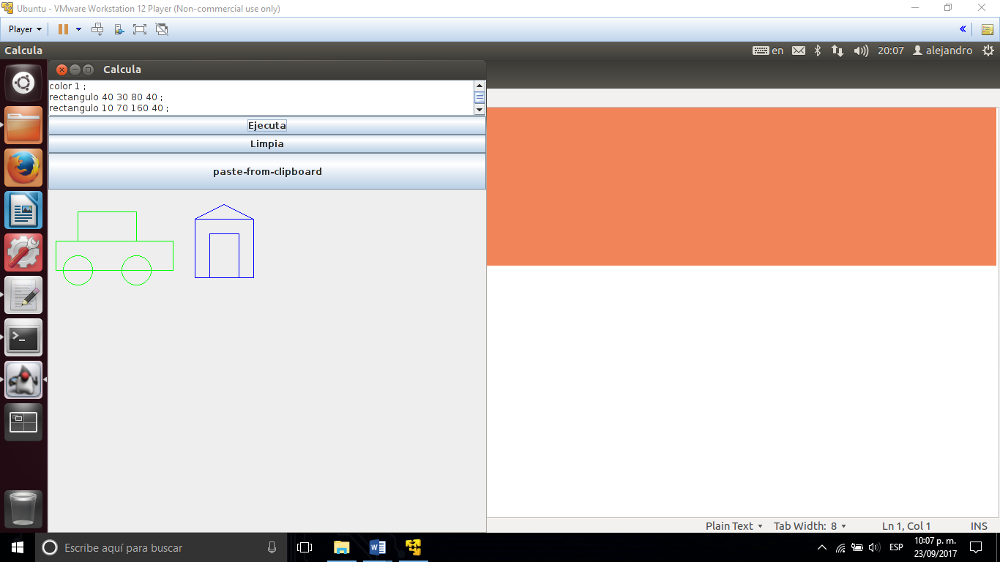 Ubuntu - VMware Workstation 12 Player (Non-commercial use only)
Player
Calcula
en
20:07
alejandro
Calcula
color 1 ;
rectangulo 40 30 80 40 ;
rectangulo 10 70 160 40 ;
Ejecuta
Limpia
paste-from-clipboard
Plain Text
Tab Width: 8
Ln 1, Col 1
INS
Escribe aquí para buscar
ESP
10:07 p. m.
23/09/2017